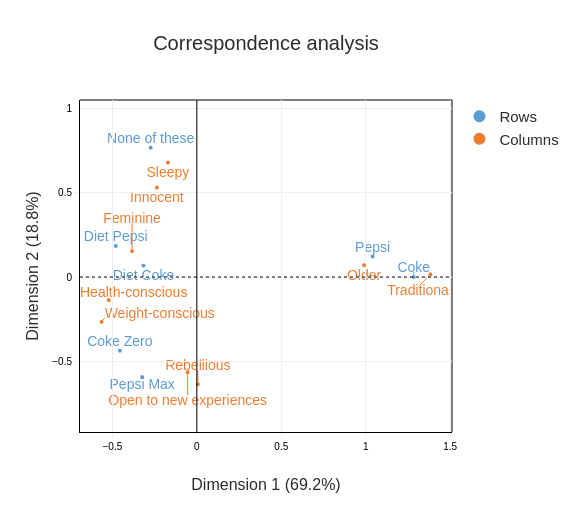 Correspondence analysis
Rows
Columns
Dimension 2 (18.8%)
1
0.5
0
−0.5
None of these
Sleepy
Innocent
Feminine
Diet Pepsi
Pepsi
Coke
Diet Coke
Older
Health-conscious
Traditiona
Weight-conscious
Coke Zero
Rebellious
Pepsi Max
Open to new experiences
−0.5
0
0.5
1
1.5
Dimension 1 (69.2%)